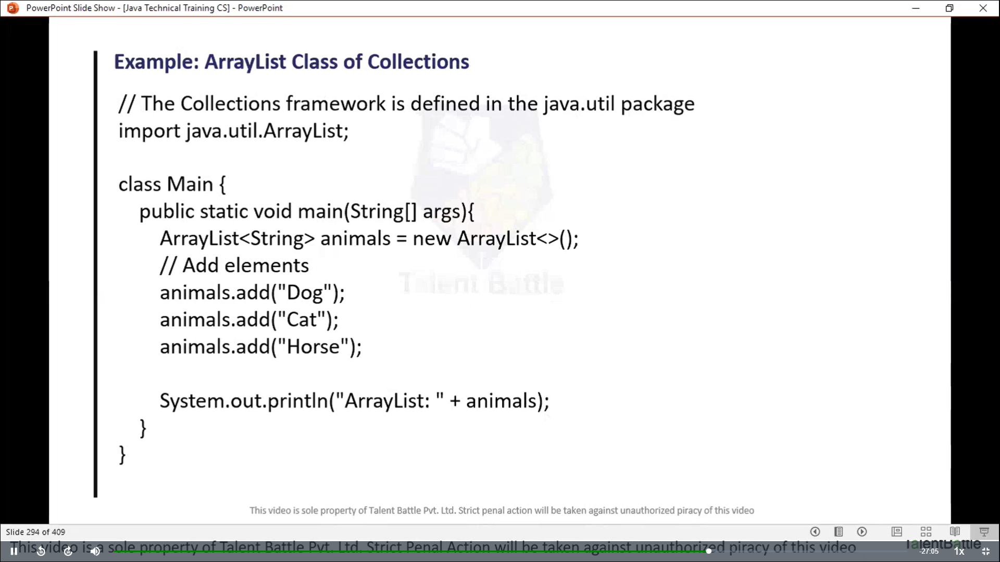 PowerPoint Slide Show - [Java Technical Training CS] - PowerPoint
Example: ArrayList Class of Collections
// The Collections framework is defined in the java.util package
import java.util.ArrayList;
class Main {
public static void main(String[] args){
ArrayList<String> animals = new ArrayList<>();
// Add elements
animals.add("Dog");
Talent Battle
animals.add("Cat");
animals.add("Horse");
System.out.println("ArrayList: " + animals);
}
}
This video is sole property of Talent Battle Pvt. Ltd. Strict penal action will be taken against unauthorized piracy of this video
Slide 294 of 409
This video is a sole property of Talent Battle Pvt. Ltd. Strict Penal Action will be taken against unauthorized piracy of this video
TalentBattle
-27:05
1x